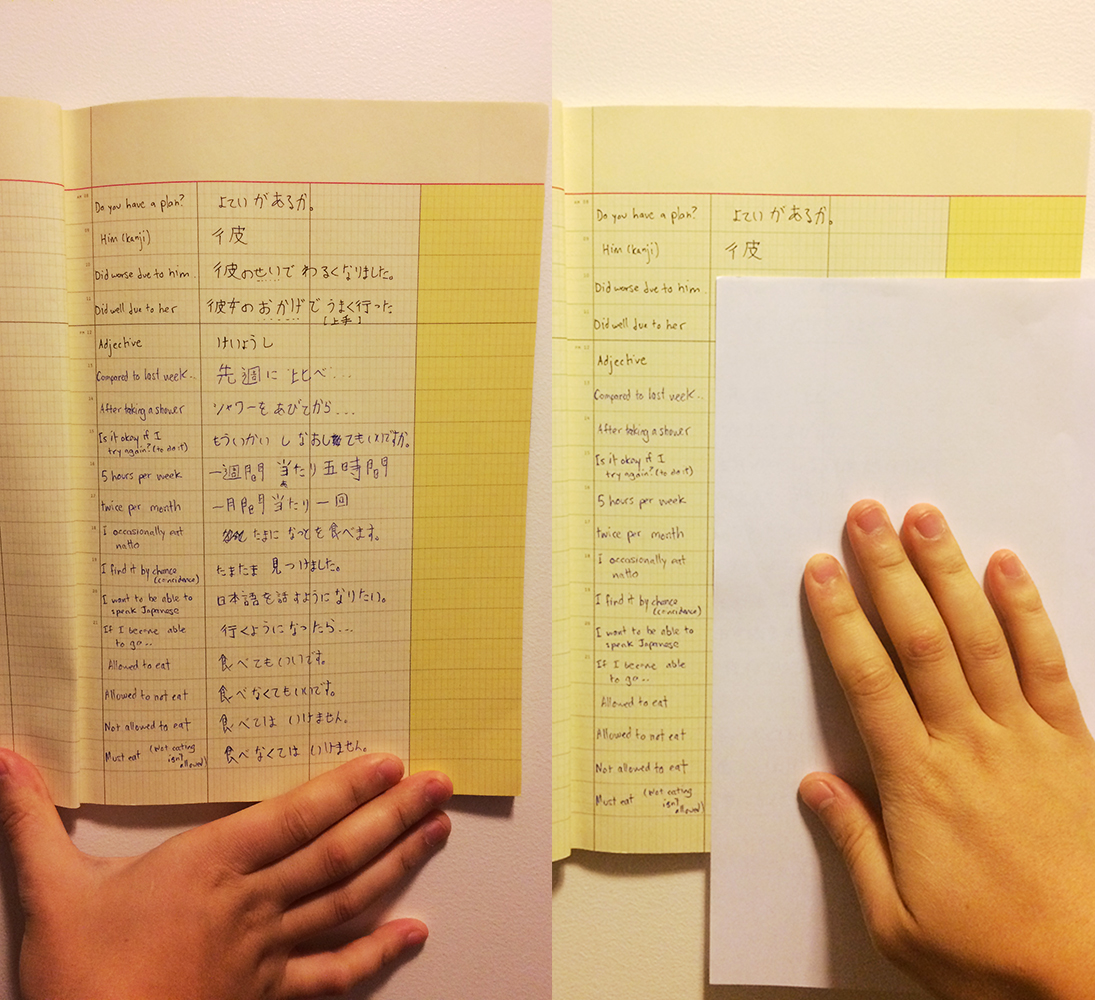 Do you have a plan?
よていがあるか。
Him (kanji)
彼
Did worse due to him...
彼のせいでわるくなりました。
Did well due to her
彼女のおかげでうまく行った
[上手]
Adjective
けいようし
Compared to last week...
先週に比べ...
After taking a shower
シャワーをあびてから...
Is it okay if I
try again? (to do it)
もういかい しなおしてもいいですか。
5 hours per week
一週間当たり五時間
あ
twice per month
一月間当たり一回
I occasionally eat
natto
たまになっとを食べます。
I find it by chance
(coincidence)
たまたま見つけました。
I want to be able to
speak Japanese
日本語を話すようになりたい。
If I become able
to go...
行くようになったら...
Allowed to eat
食べてもいいです。
Allowed to not eat
食べなくてもいいです。
Not allowed to eat
食べてはいけません。
Must eat (Not eating
isn't
allowed)
食べなくてはいけません。
Do you have a plan?
よていがあるか。
Him (kanji)
彼
Did worse due to him...
Did well due to her
Adjective
Compared to last week...
After taking a shower
Is it okay if I
try again? (to do it)
5 hours per week
twice per month
I occasionally eat
natto
I find it by chance
(coincidence)
I want to be able to
speak Japanese
If I become able
to go...
Allowed to eat
Allowed to not eat
Not allowed to eat
Must eat (Not eating
isn't
allowed)